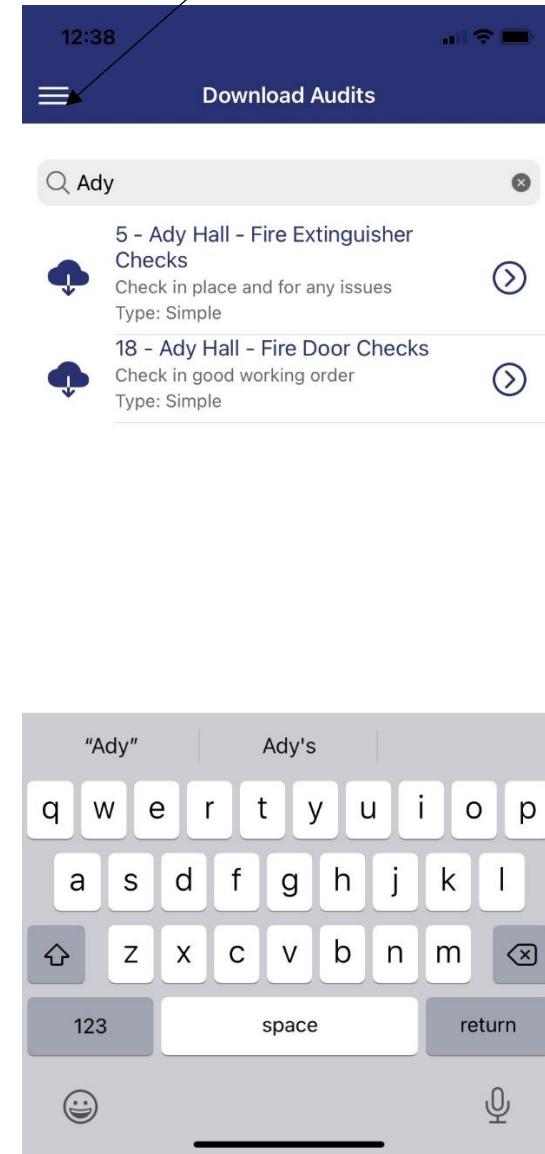 12:38
Download Audits
Ady
5 - Ady Hall - Fire Extinguisher
Checks
Check in place and for any issues
Type: Simple
18 - Ady Hall - Fire Door Checks
Check in good working order
Type: Simple
“Ady” Ady's
q w e r t y u i o p
a s d f g h j k l
z x c v b n m
123 space return